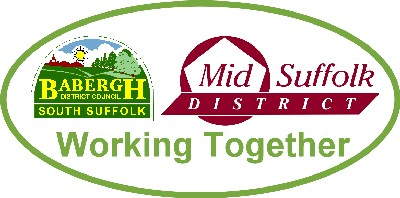 BABERGH
DISTRICT COUNCIL
SOUTH SUFFOLK
Mid Suffolk
DISTRICT
Working Together